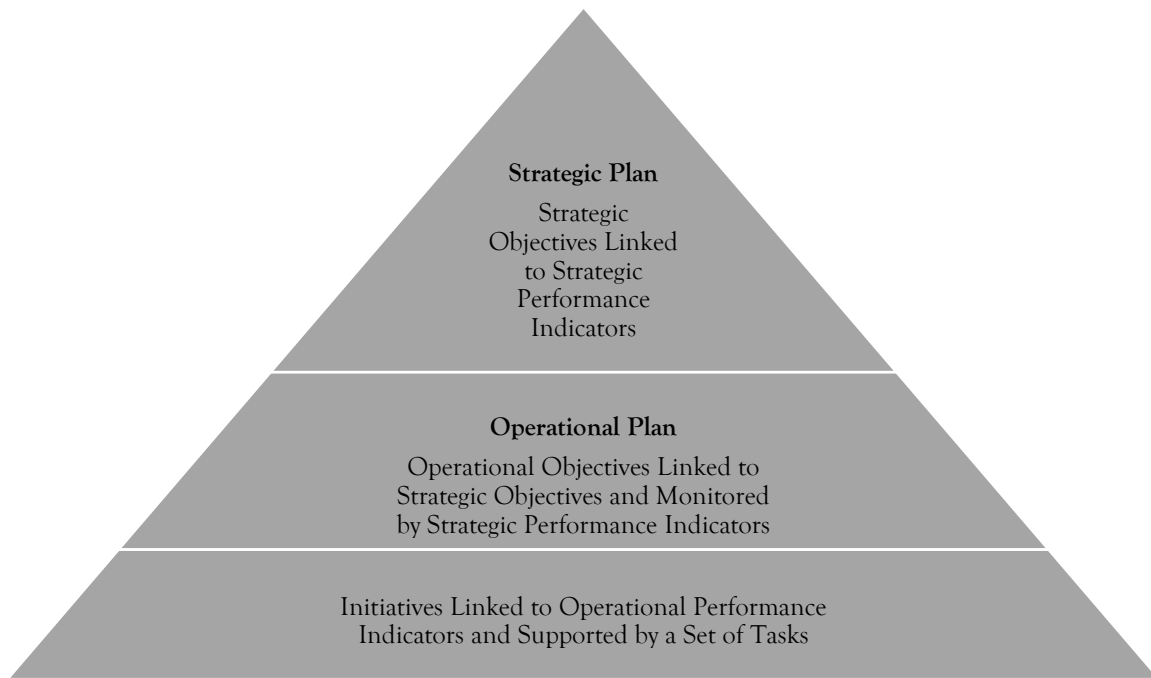 Strategic Plan
Strategic
Objectives Linked
to Strategic
Performance
Indicators
Operational Plan
Operational Objectives Linked to
Strategic Objectives and Monitored
by Strategic Performance Indicators
Initiatives Linked to Operational Performance
Indicators and Supported by a Set of Tasks